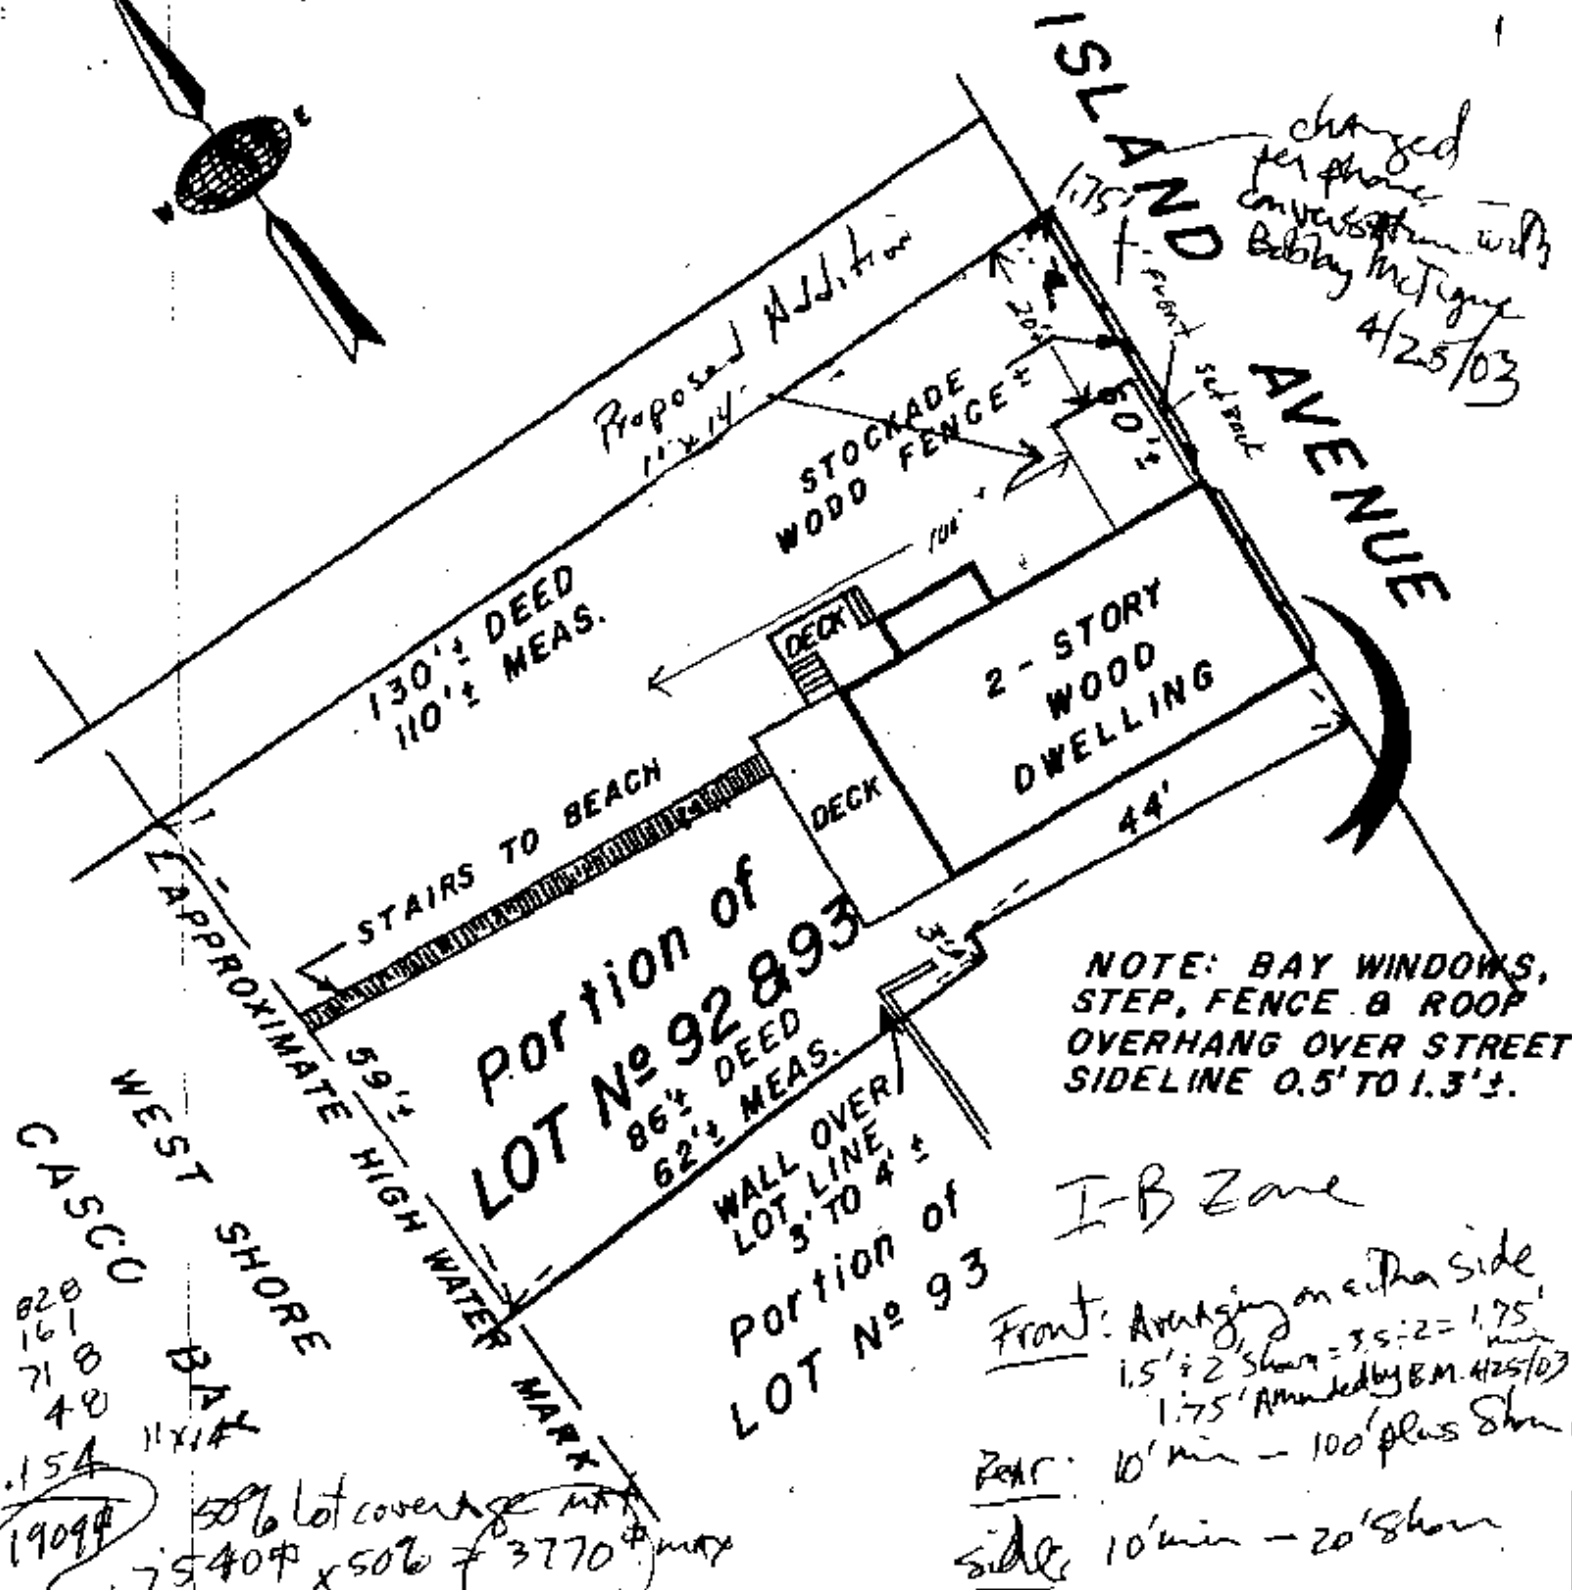 ISLAND
AVENUE
1.75'±
changed
per phone
conversation with
Bobby McTigue
4/25/03
front
set back
Proposed Addition
11' x 14'
20'±
STOCKADE
WOOD FENCE
60'±
100' +
130'± DEED
110'± MEAS.
DECK
2-STORY
WOOD
DWELLING
DECK
44'
STAIRS TO BEACH
3'±
Portion of
LOT Nº 92 & 93
86'± DEED
62'± MEAS.
59'±
APPROXIMATE HIGH WATER MARK
WEST SHORE
CASCO BAY
WALL OVER
LOT LINE
3' TO 4'±
Portion of
LOT Nº 93
NOTE: BAY WINDOWS,
STEP, FENCE & ROOF
OVERHANG OVER STREET
SIDELINE 0.5' TO 1.3'±.
I-B Zone
Front: Averaging on either side
1.5' ÷ 2' shown = 3.5 ÷ 2 = 1.75' min
1.75' Amended by B.M. 4/25/03
Rear: 10' min - 100' plus Show
side: 10' min - 20' Show
828
161
718
48
.154 11x14
1909#
50% lot coverage max
7540# x 50% = 3770# max